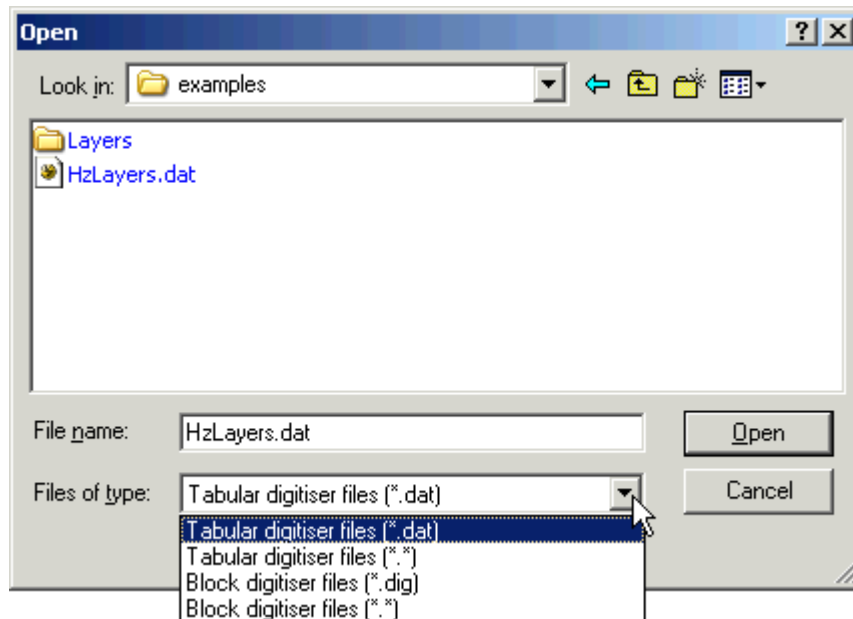 Open
Look in: examples
Layers
HzLayers.dat
File name: HzLayers.dat Open
Files of type: Tabular digitiser files (*.dat) Cancel
Tabular digitiser files (*.dat)
Tabular digitiser files (*.*)
Block digitiser files (*.dig)
Block digitiser files (*.*)